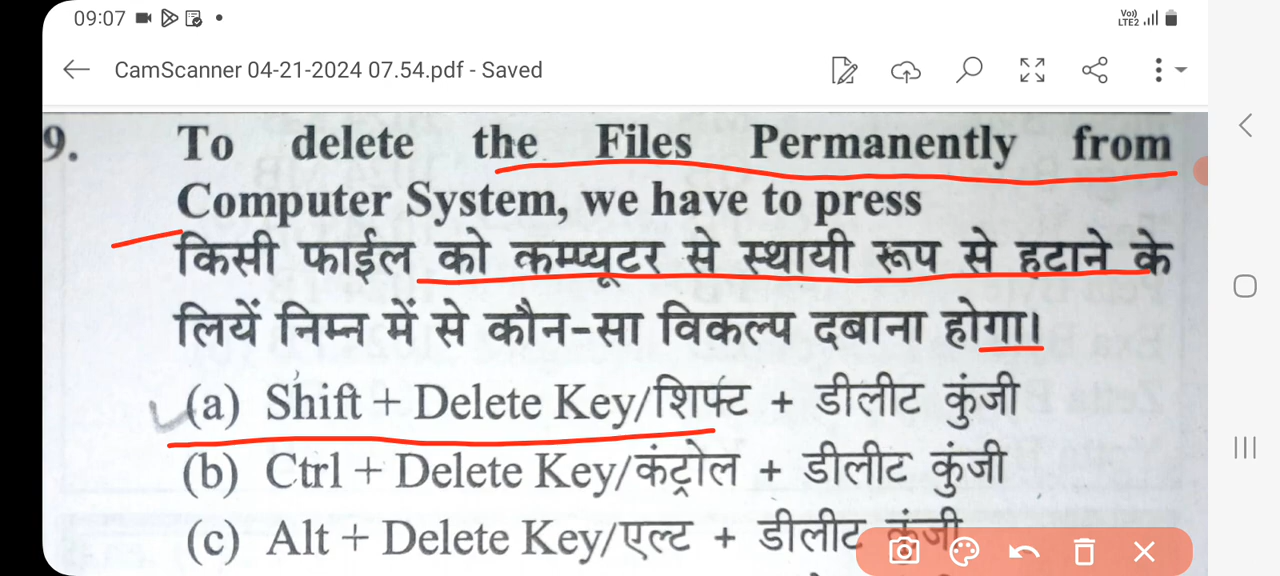 09:07
Vo)) LTE2
CamScanner 04-21-2024 07.54.pdf - Saved
9. To delete the Files Permanently from
Computer System, we have to press
किसी फाईल को कम्प्यूटर से स्थायी रूप से हटाने के
लियें निम्न में से कौन-सा विकल्प दबाना होगा।
(a) Shift + Delete Key/शिफ्ट + डीलीट कुंजी
(b) Ctrl + Delete Key/कंट्रोल + डीलीट कुंजी
(c) Alt + Delete Key/एल्ट + डीलीट कुंजी